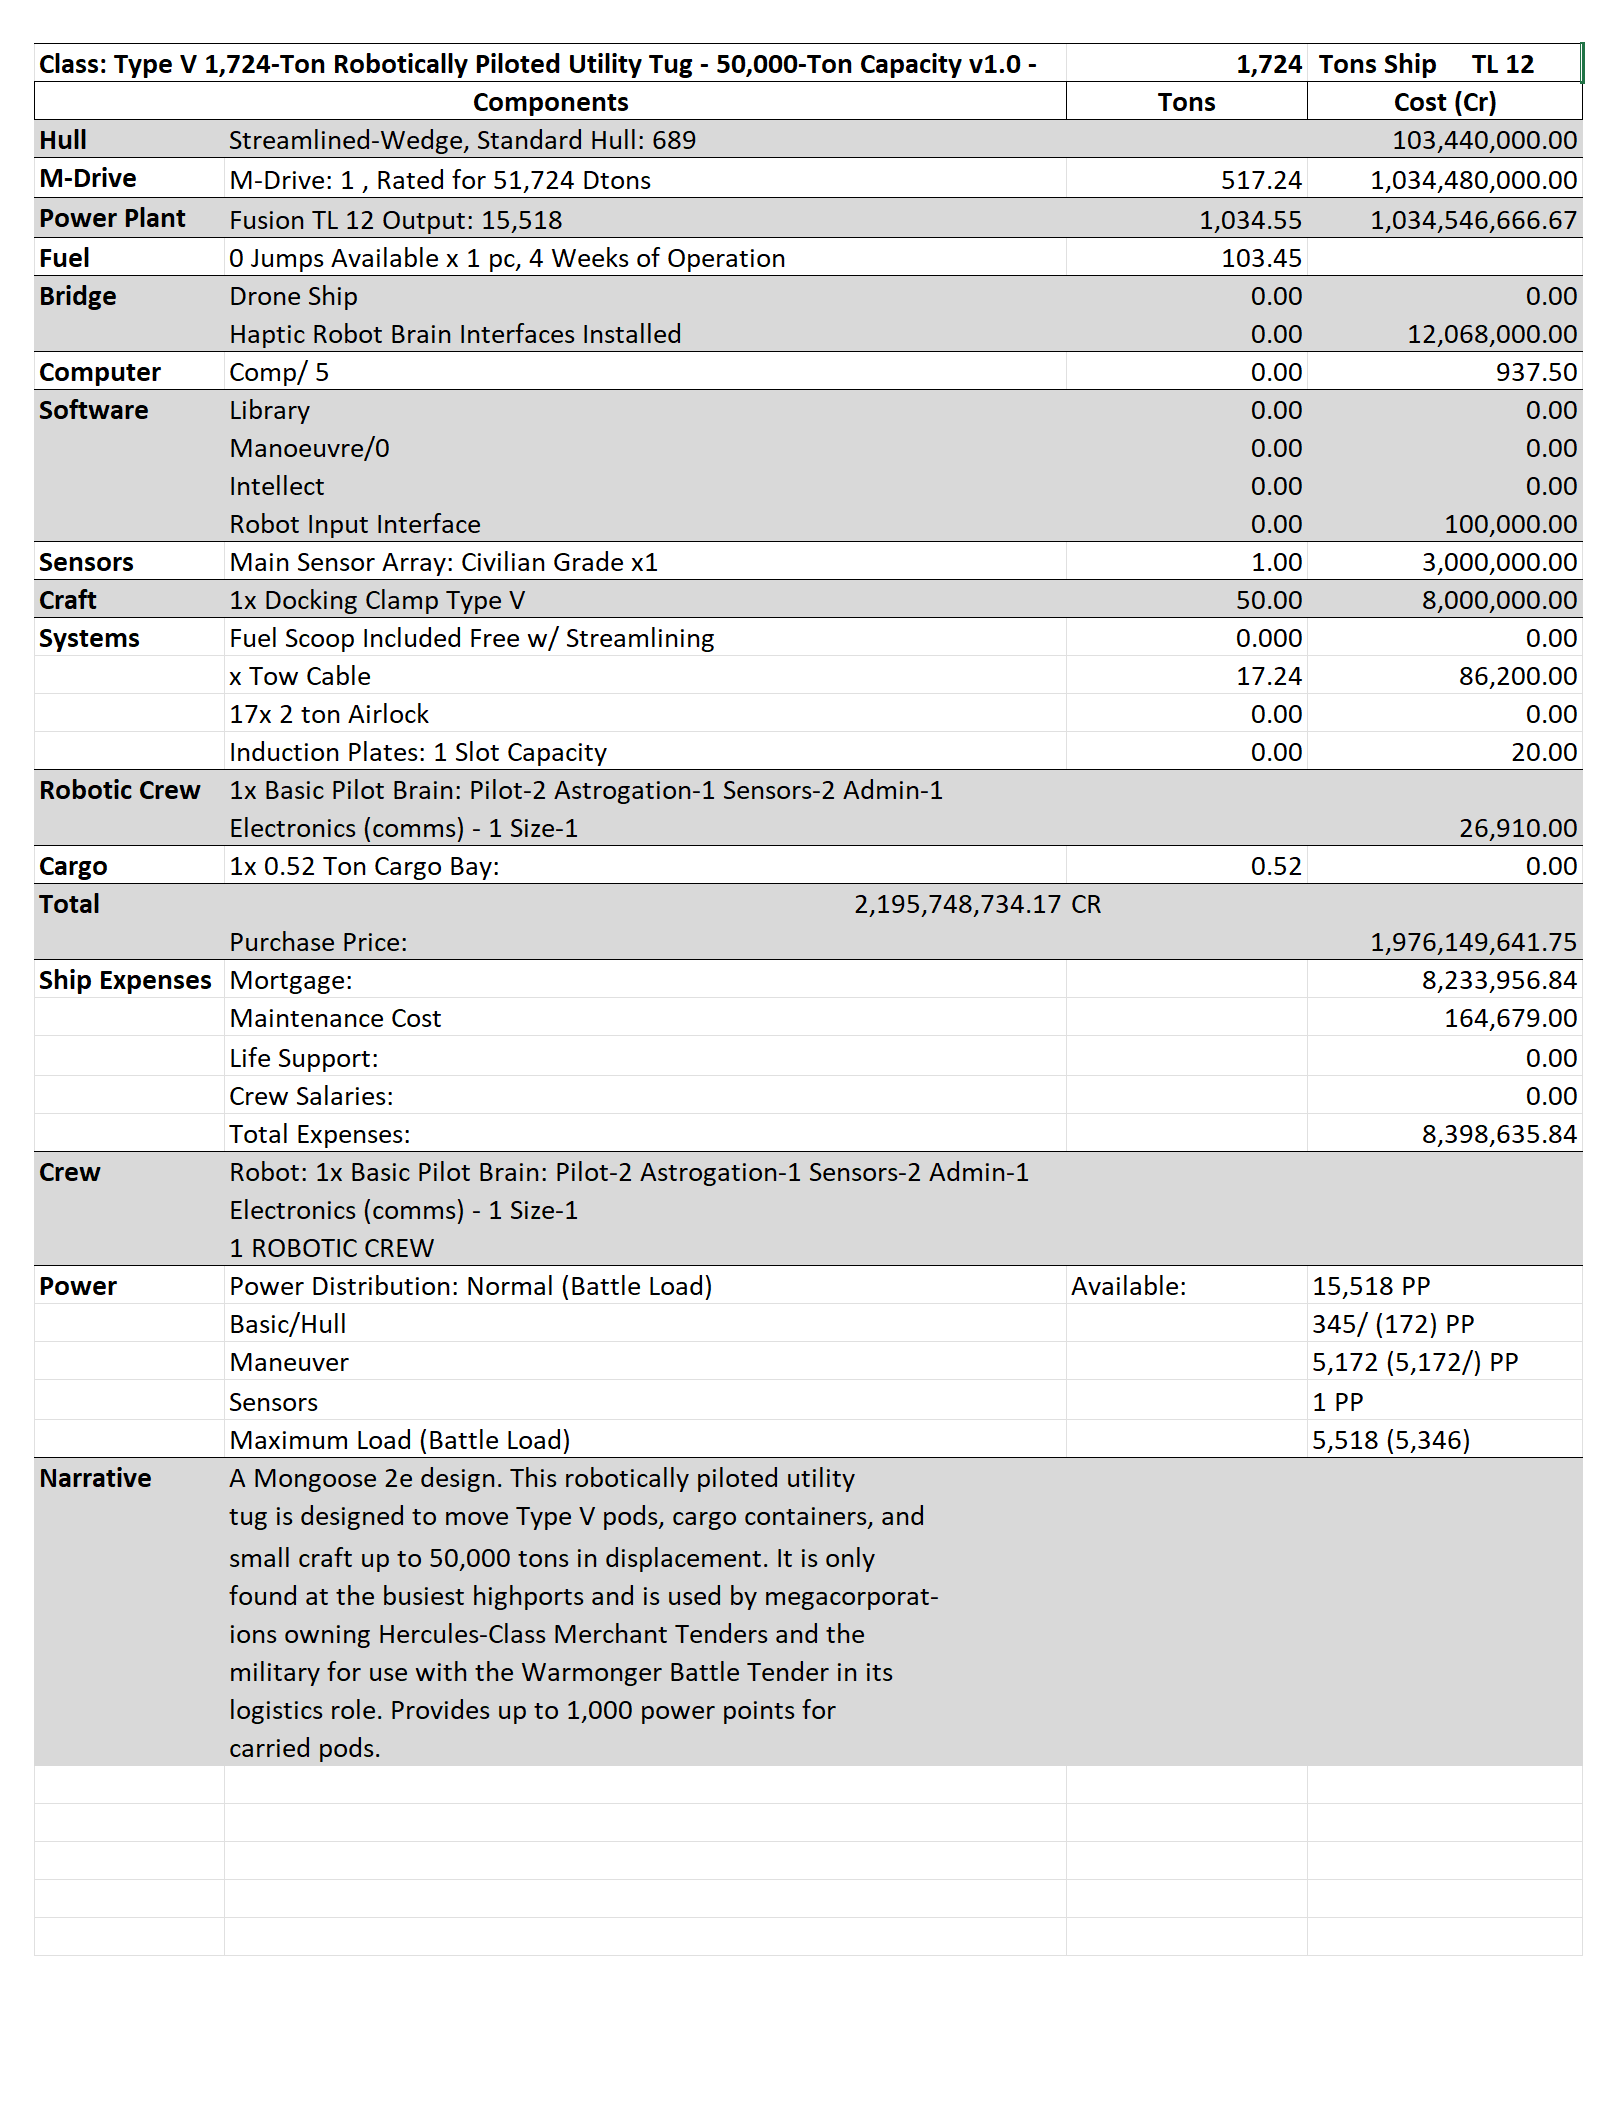 Class: Type V 1,724-Ton Robotically Piloted Utility Tug - 50,000-Ton Capacity v1.0 - 1,724 Tons Ship TL 12
Components Tons Cost (Cr)
Hull Streamlined-Wedge, Standard Hull: 689 103,440,000.00
M-Drive M-Drive: 1 , Rated for 51,724 Dtons 517.24 1,034,480,000.00
Power Plant Fusion TL 12 Output: 15,518 1,034.55 1,034,546,666.67
Fuel 0 Jumps Available x 1 pc, 4 Weeks of Operation 103.45
Bridge Drone Ship 0.00 0.00
Haptic Robot Brain Interfaces Installed 0.00 12,068,000.00
Computer Comp/ 5 0.00 937.50
Software Library 0.00 0.00
Manoeuvre/0 0.00 0.00
Intellect 0.00 0.00
Robot Input Interface 0.00 100,000.00
Sensors Main Sensor Array: Civilian Grade x1 1.00 3,000,000.00
Craft 1x Docking Clamp Type V 50.00 8,000,000.00
Systems Fuel Scoop Included Free w/ Streamlining 0.000 0.00
x Tow Cable 17.24 86,200.00
17x 2 ton Airlock 0.00 0.00
Induction Plates: 1 Slot Capacity 0.00 20.00
Robotic Crew 1x Basic Pilot Brain: Pilot-2 Astrogation-1 Sensors-2 Admin-1
Electronics (comms) - 1 Size-1 26,910.00
Cargo 1x 0.52 Ton Cargo Bay: 0.52 0.00
Total 2,195,748,734.17 CR
Purchase Price: 1,976,149,641.75
Ship Expenses Mortgage: 8,233,956.84
Maintenance Cost 164,679.00
Life Support: 0.00
Crew Salaries: 0.00
Total Expenses: 8,398,635.84
Crew Robot: 1x Basic Pilot Brain: Pilot-2 Astrogation-1 Sensors-2 Admin-1
Electronics (comms) - 1 Size-1
1 ROBOTIC CREW
Power Power Distribution: Normal (Battle Load) Available: 15,518 PP
Basic/Hull 345/ (172) PP
Maneuver 5,172 (5,172/) PP
Sensors 1 PP
Maximum Load (Battle Load) 5,518 (5,346)
Narrative A Mongoose 2e design. This robotically piloted utility
tug is designed to move Type V pods, cargo containers, and
small craft up to 50,000 tons in displacement. It is only
found at the busiest highports and is used by megacorporat-
ions owning Hercules-Class Merchant Tenders and the
military for use with the Warmonger Battle Tender in its
logistics role. Provides up to 1,000 power points for
carried pods.